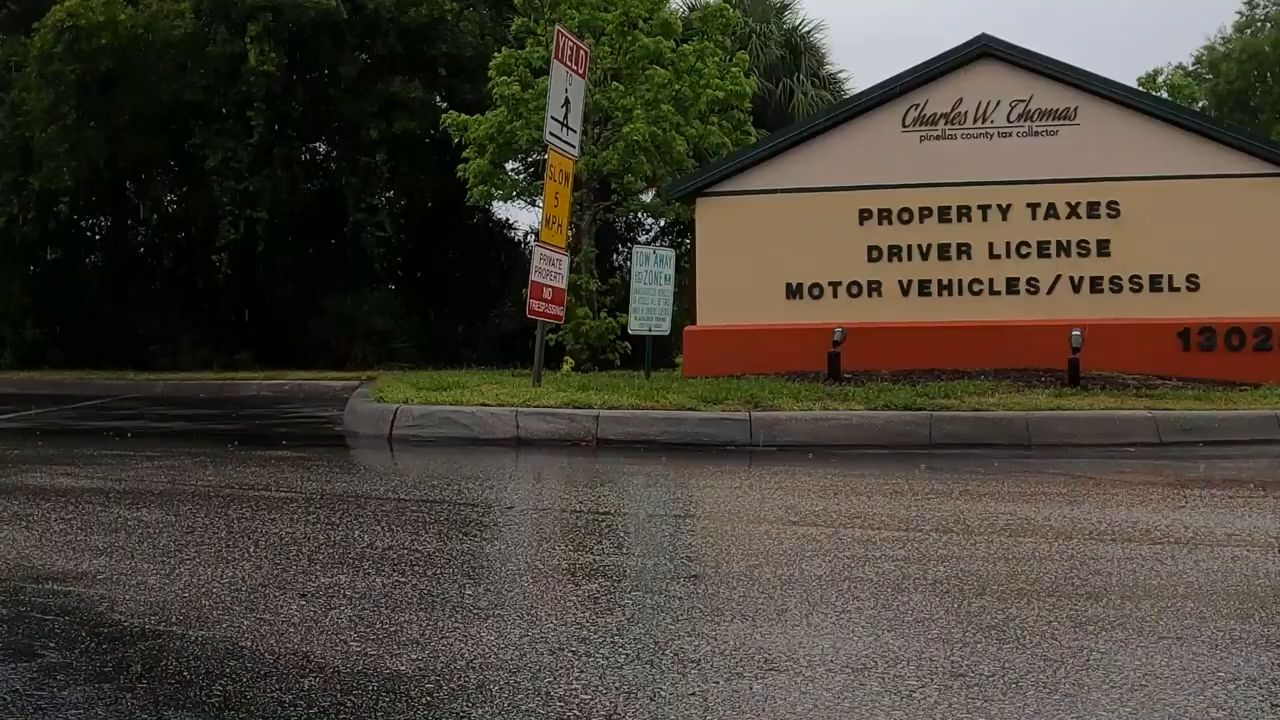 YIELD
TO
SLOW
5
M.P.H
PRIVATE
PROPERTY
NO
TRESPASSING
TOW AWAY
ZONE
Charles W. Thomas
pinellas county tax collector
PROPERTY TAXES
DRIVER LICENSE
MOTOR VEHICLES/VESSELS
1302